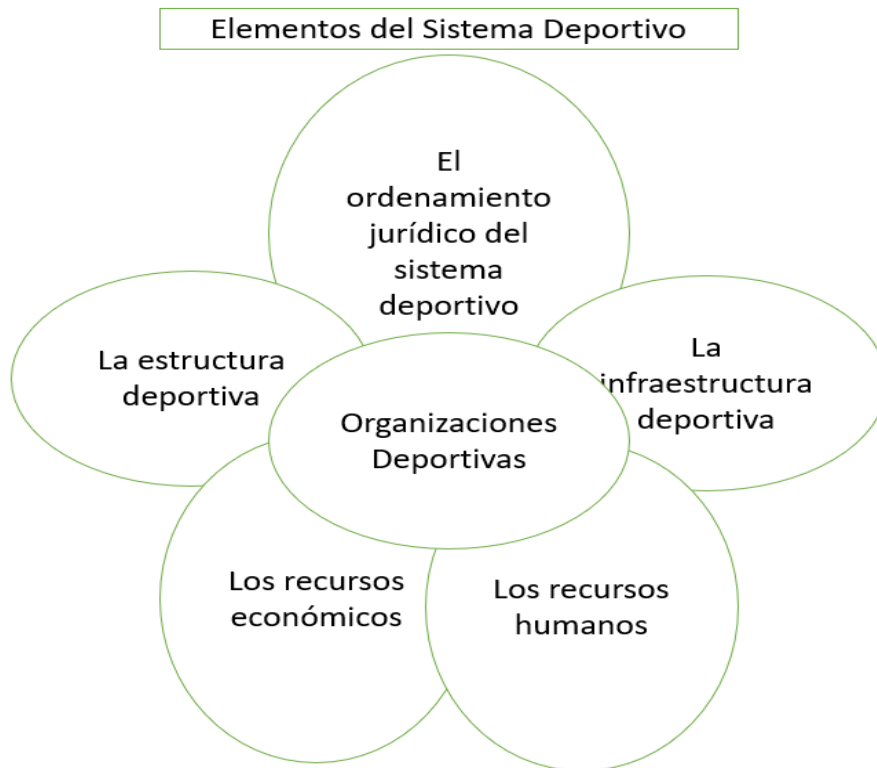 Elementos del Sistema Deportivo
El
ordenamiento
jurídico del
sistema
deportivo
La estructura
deportiva
La
infraestructura
deportiva
Organizaciones
Deportivas
Los recursos
económicos
Los recursos
humanos